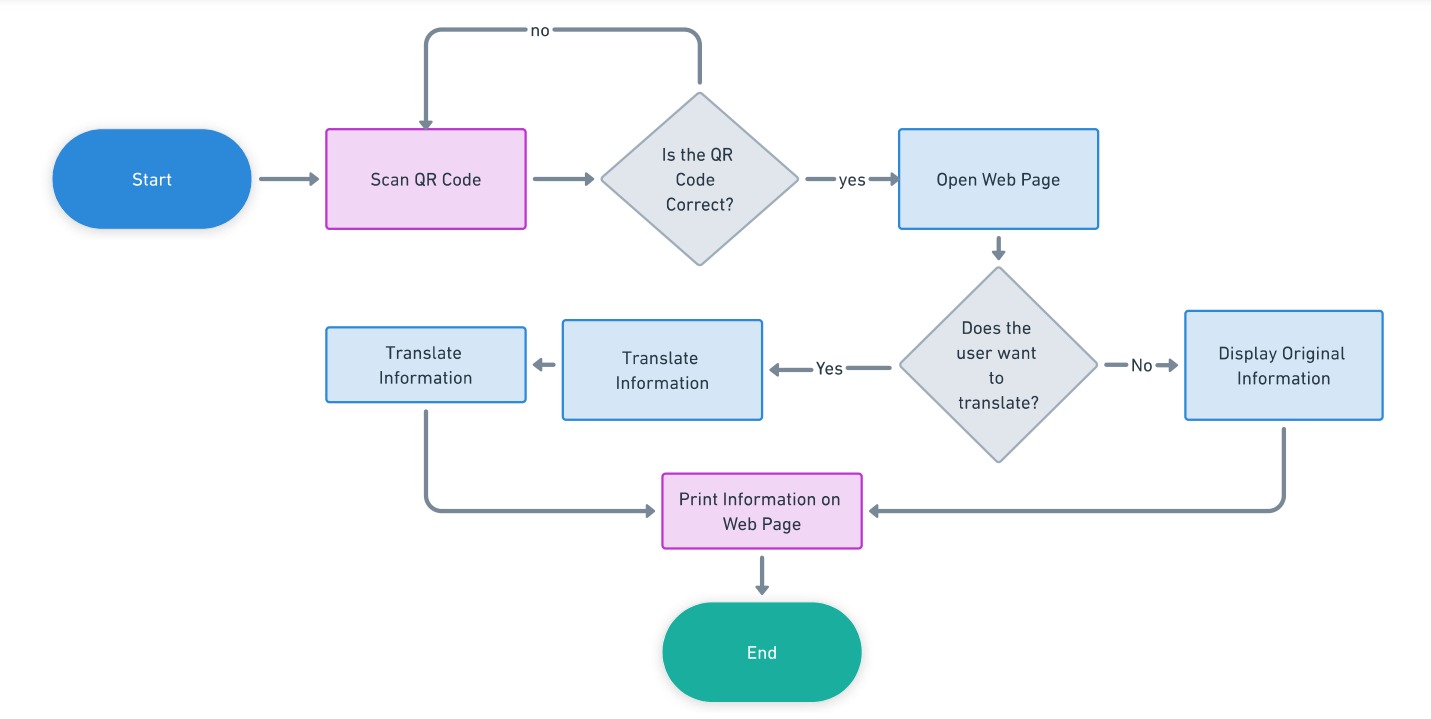 no
Start
Scan QR Code
Is the QR
Code
Correct?
yes
Open Web Page
Translate
Information
Translate
Information
Yes
Does the
user want
to
translate?
No
Display Original
Information
Print Information on
Web Page
End